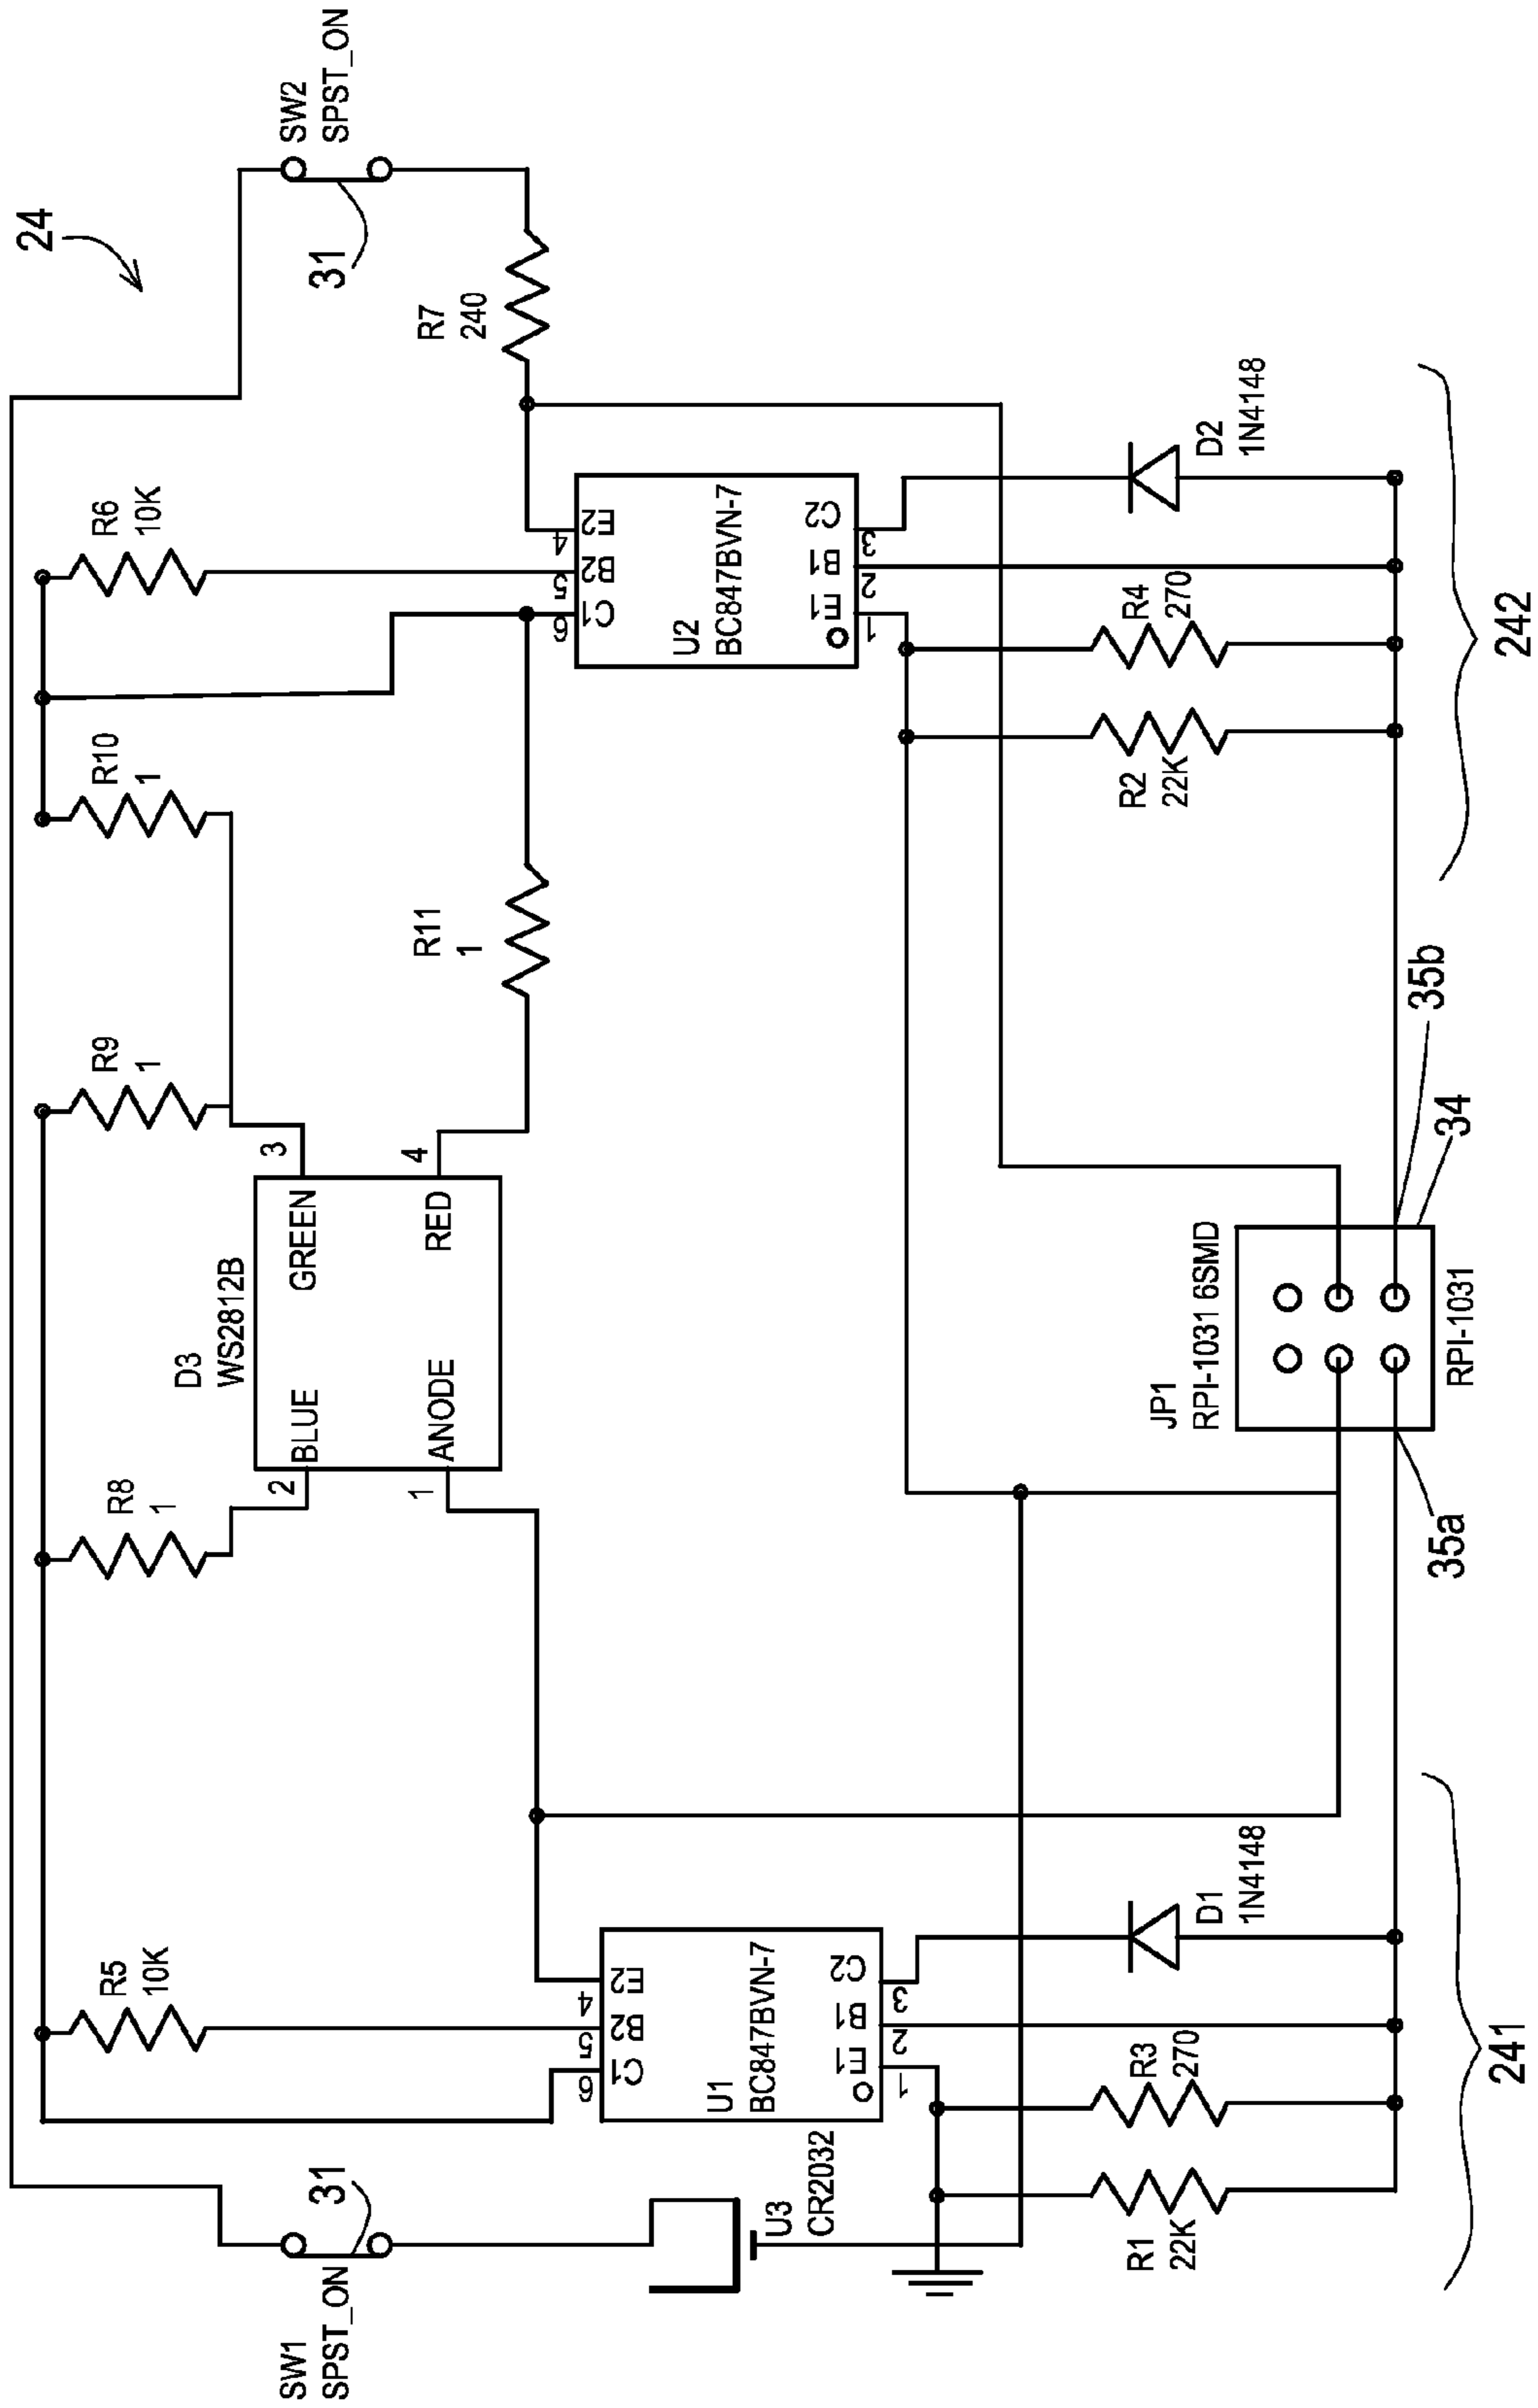 24
SW1
SPST_ON
31
R5
10K
R8
1
R9
1
R10
1
R6
10K
SW2
SPST_ON
31
D3
WS2812B
2
BLUE
GREEN
3
1
ANODE
RED
4
R11
1
R7
240
6
5
4
C1
B2
E2
U1
BC847BVN-7
E1
B1
C2
1
2
3
6
5
4
C1
B2
E2
U2
BC847BVN-7
E1
B1
C2
1
2
3
U3
CR2032
R1
22K
R3
270
D1
1N4148
JP1
RPI-1031 6SMD
RPI-1031
R2
22K
R4
270
D2
1N4148
35a
34
35b
241
242